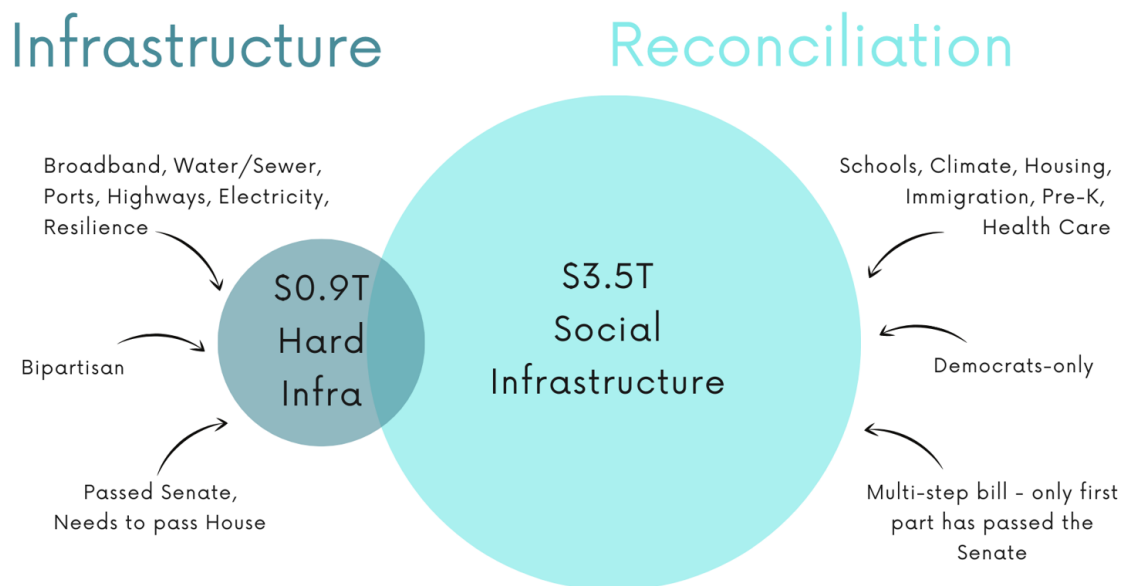 Infrastructure
Reconciliation
Broadband, Water/Sewer,
Ports, Highways, Electricity,
Resilience
Bipartisan
Passed Senate,
Needs to pass House
$0.9T
Hard
Infra
$3.5T
Social
Infrastructure
Schools, Climate, Housing,
Immigration, Pre-K,
Health Care
Democrats-only
Multi-step bill - only first
part has passed the
Senate